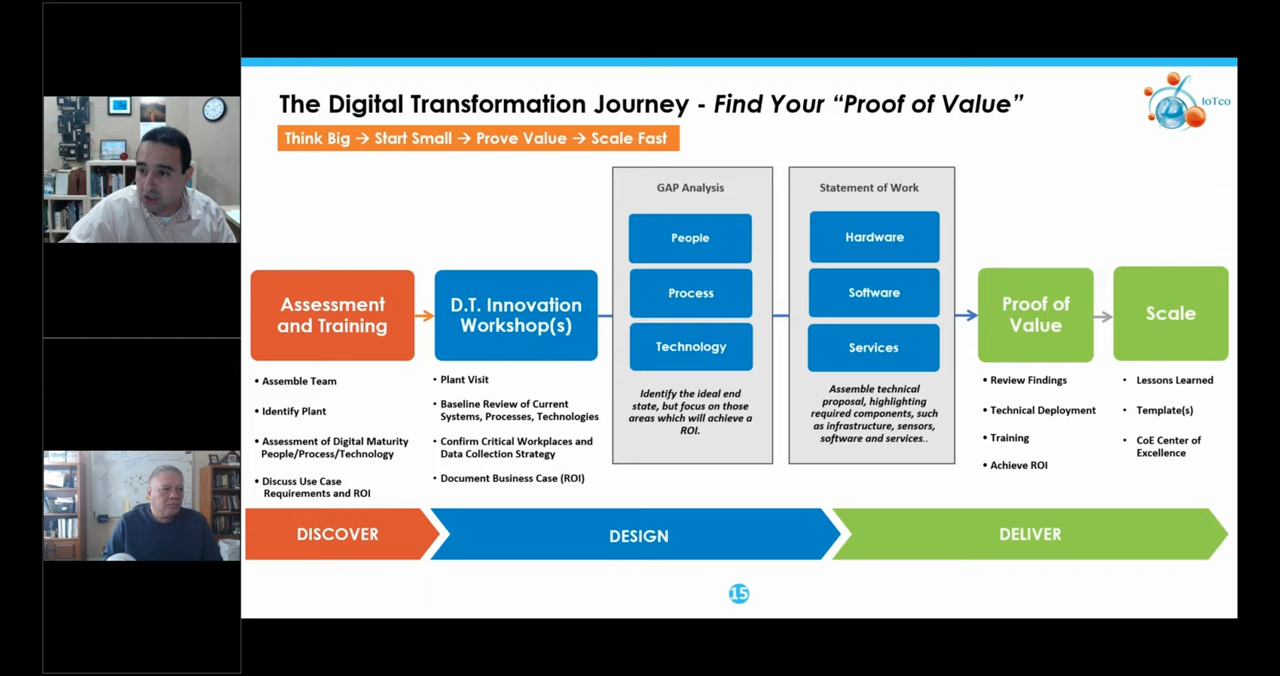 The Digital Transformation Journey - Find Your “Proof of Value”
IoTco
Think Big → Start Small → Prove Value → Scale Fast
Assessment
and Training
• Assemble Team
• Identify Plant
• Assessment of Digital Maturity
People/Process/Technology
• Discuss Use Case
Requirements and ROI
D.T. Innovation
Workshop(s)
• Plant Visit
• Baseline Review of Current
Systems, Processes, Technologies
• Confirm Critical Workplaces and
Data Collection Strategy
• Document Business Case (ROI)
GAP Analysis
People
Process
Technology
Identify the ideal end
state, but focus on those
areas which will achieve a
ROI.
Statement of Work
Hardware
Software
Services
Assemble technical
proposal, highlighting
required components, such
as infrastructure, sensors,
software and services..
Proof of
Value
• Review Findings
• Technical Deployment
• Training
• Achieve ROI
Scale
• Lessons Learned
• Template(s)
• CoE Center of
Excellence
DISCOVER
DESIGN
DELIVER
15